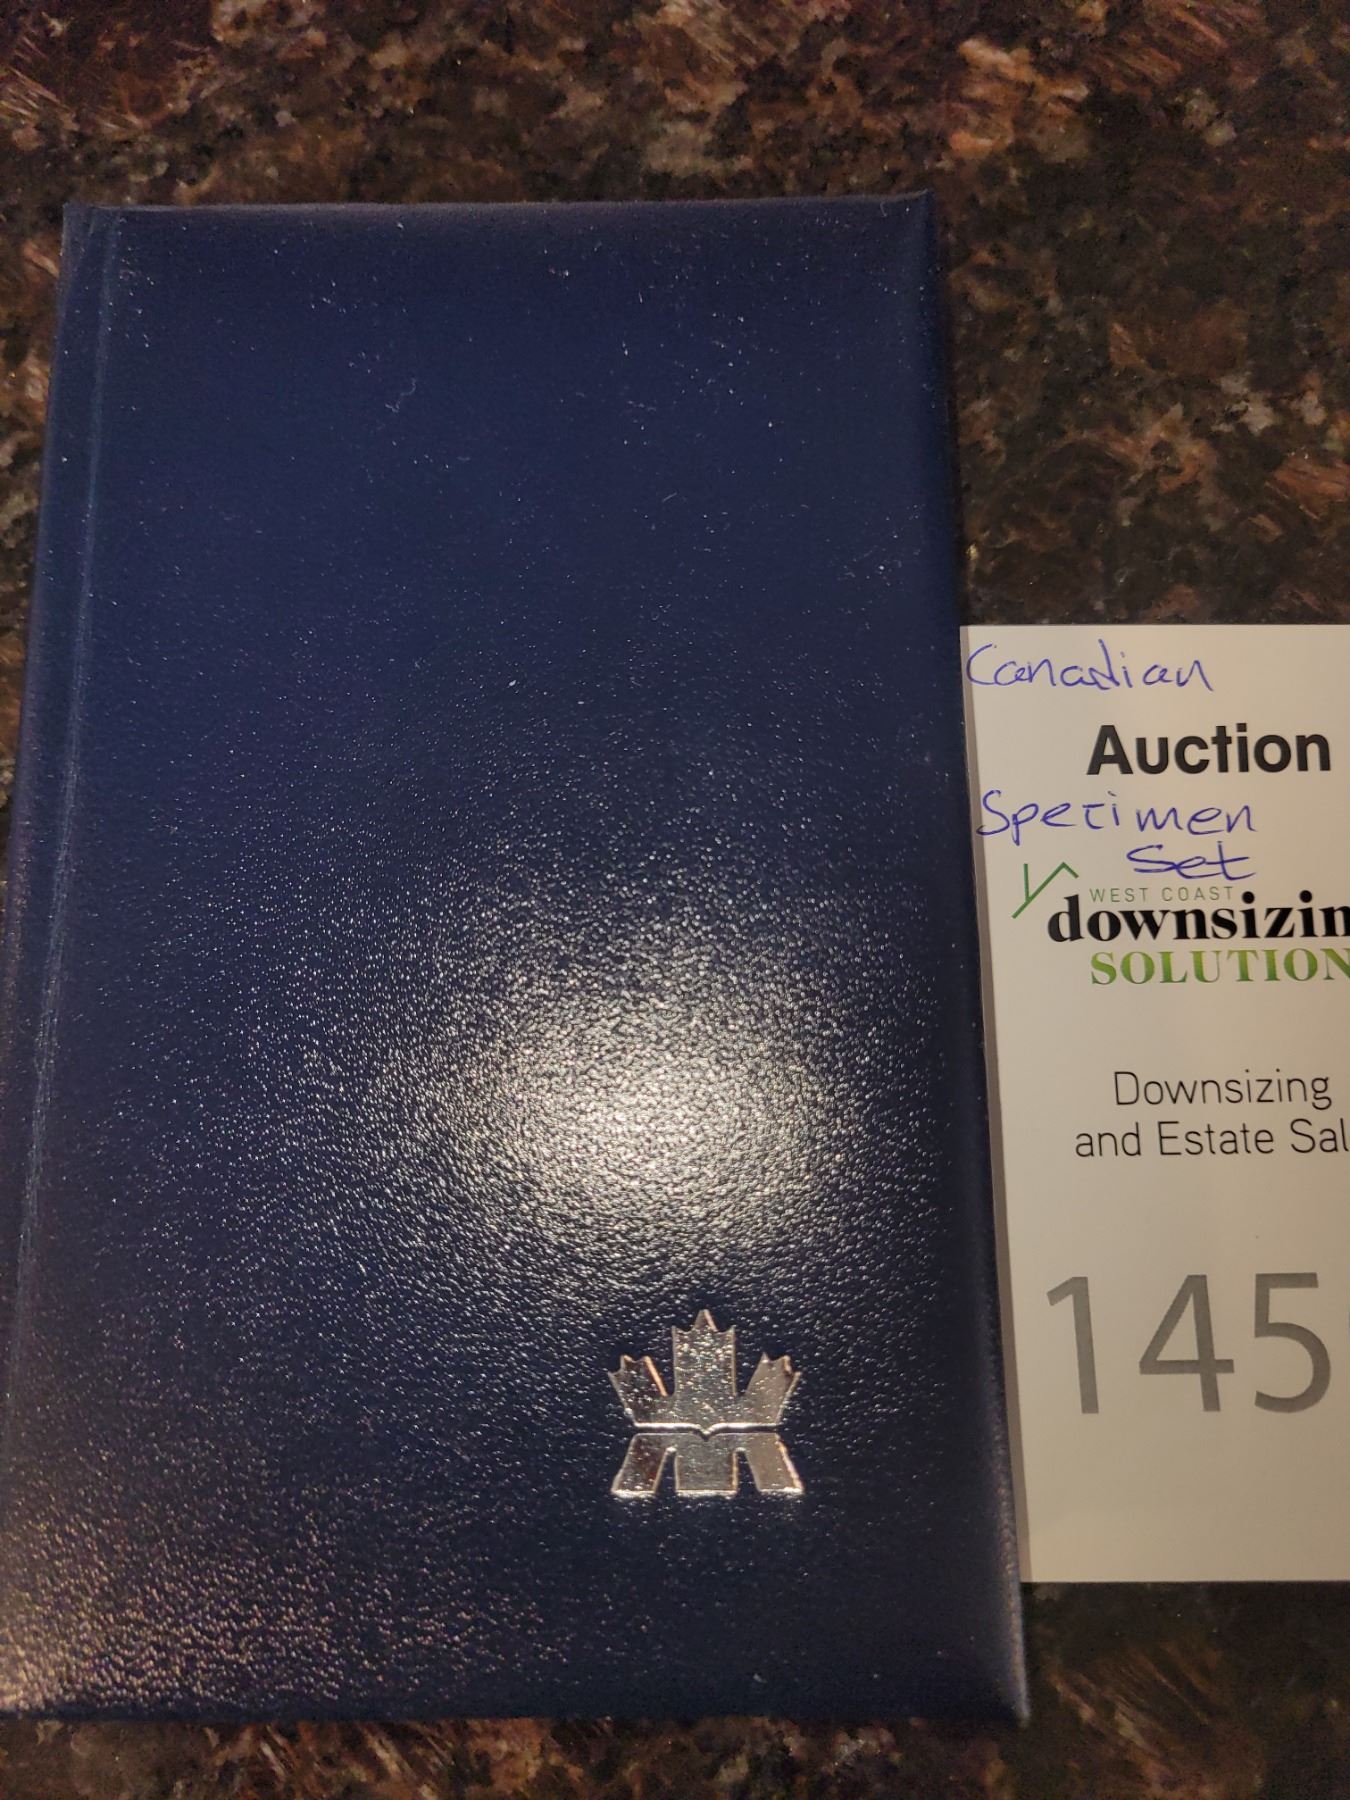 Canadian
Auction
Specimen
Set
WEST COAST
downsizin
SOLUTION
Downsizing
and Estate Sal
145